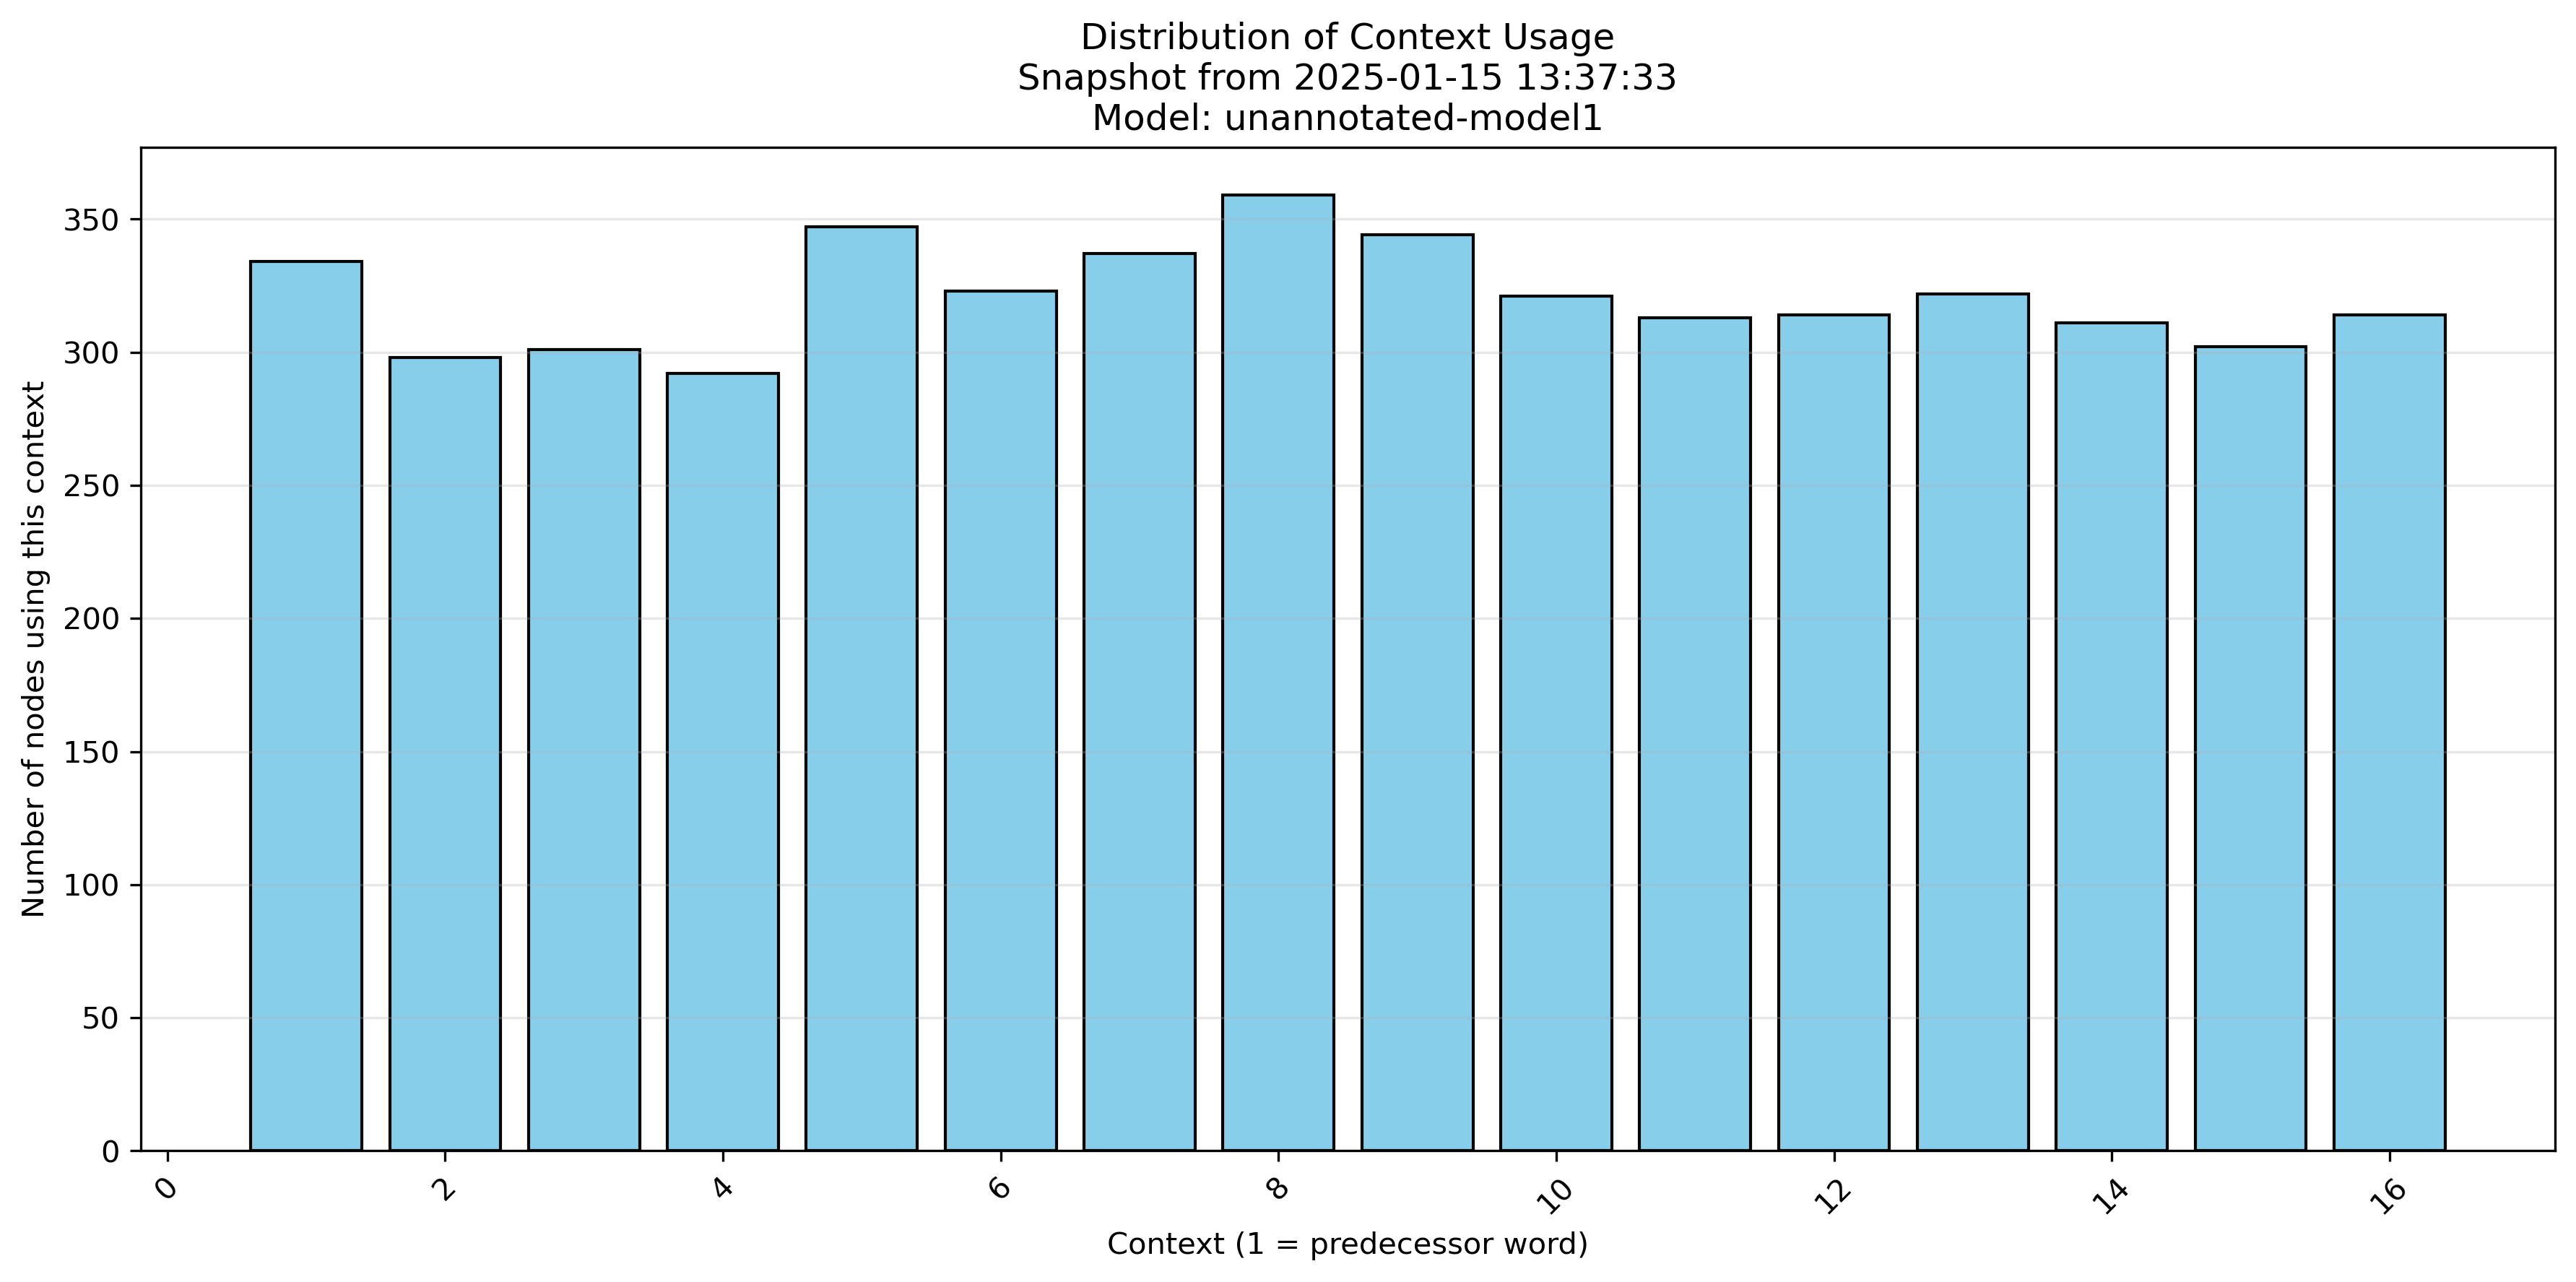 Distribution of Context Usage
Snapshot from 2025-01-15 13:37:33
Model: unannotated-model1
Number of nodes using this context
350
300
250
200
150
100
50
0
0 2 4 6 8 10 12 14 16
Context (1 = predecessor word)